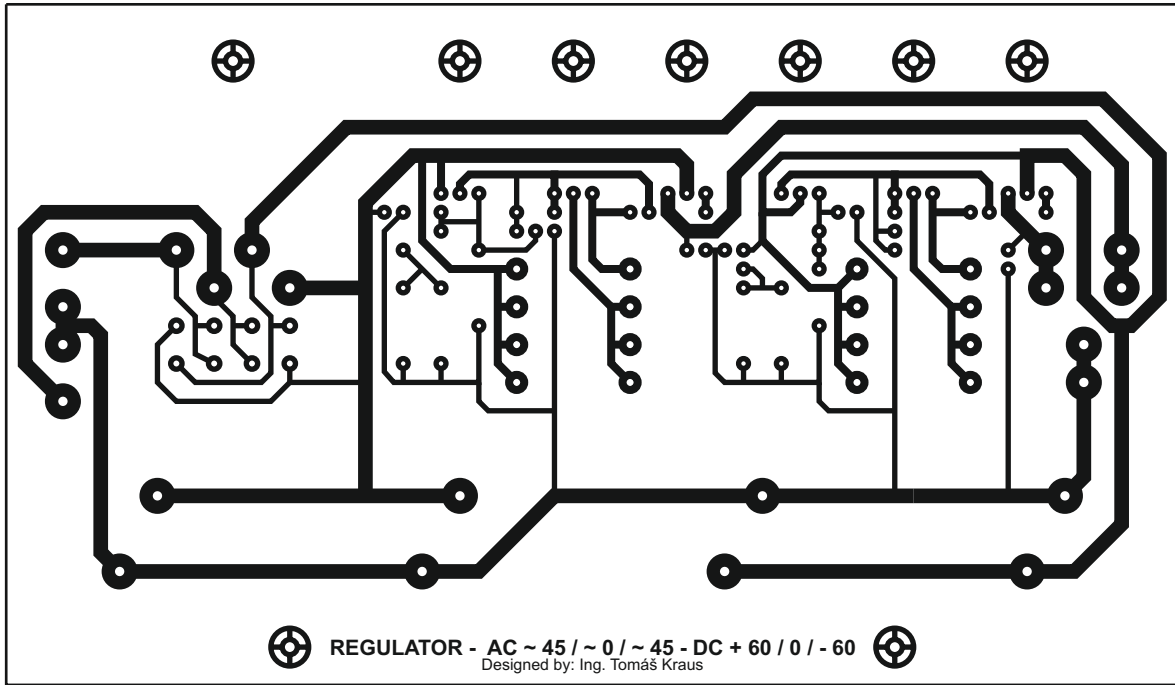 REGULATOR - AC ~ 45 / ~ 0 / ~ 45 - DC + 60 / 0 / - 60
Designed by: Ing. Tomáš Kraus